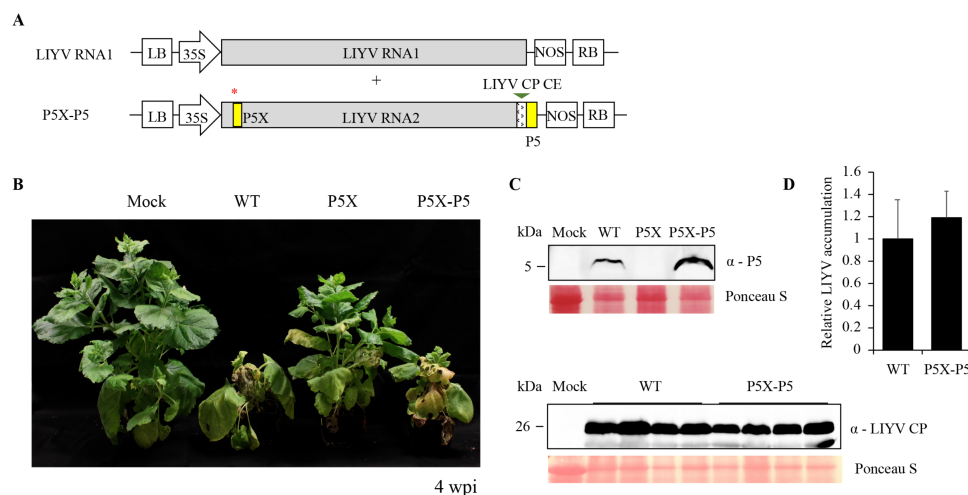 A
LIYV RNA1
LB
35S
LIYV RNA1
NOS
RB
+
LIYV CP CE
*
P5X-P5
LB
35S
P5X
LIYV RNA2
NOS
RB
P5
B
Mock WT P5X P5X-P5
4 wpi
C
kDa Mock WT P5X P5X-P5
5 – α - P5
Ponceau S
kDa Mock WT P5X-P5
26 – α - LIYV CP
Ponceau S
D
Relative LIYV accumulation
1.6
1.4
1.2
1
0.8
0.6
0.4
0.2
0
WT P5X-P5